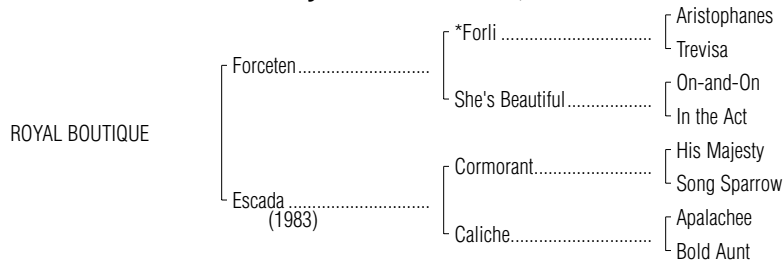 Aristophanes
*Forli ........................................
Trevisa
Forceten............................
On-and-On
She's Beautiful..................
In the Act
ROYAL BOUTIQUE
His Majesty
Cormorant.........................
Song Sparrow
Escada ..............................
(1983)
Apalachee
Caliche..............................
Bold Aunt